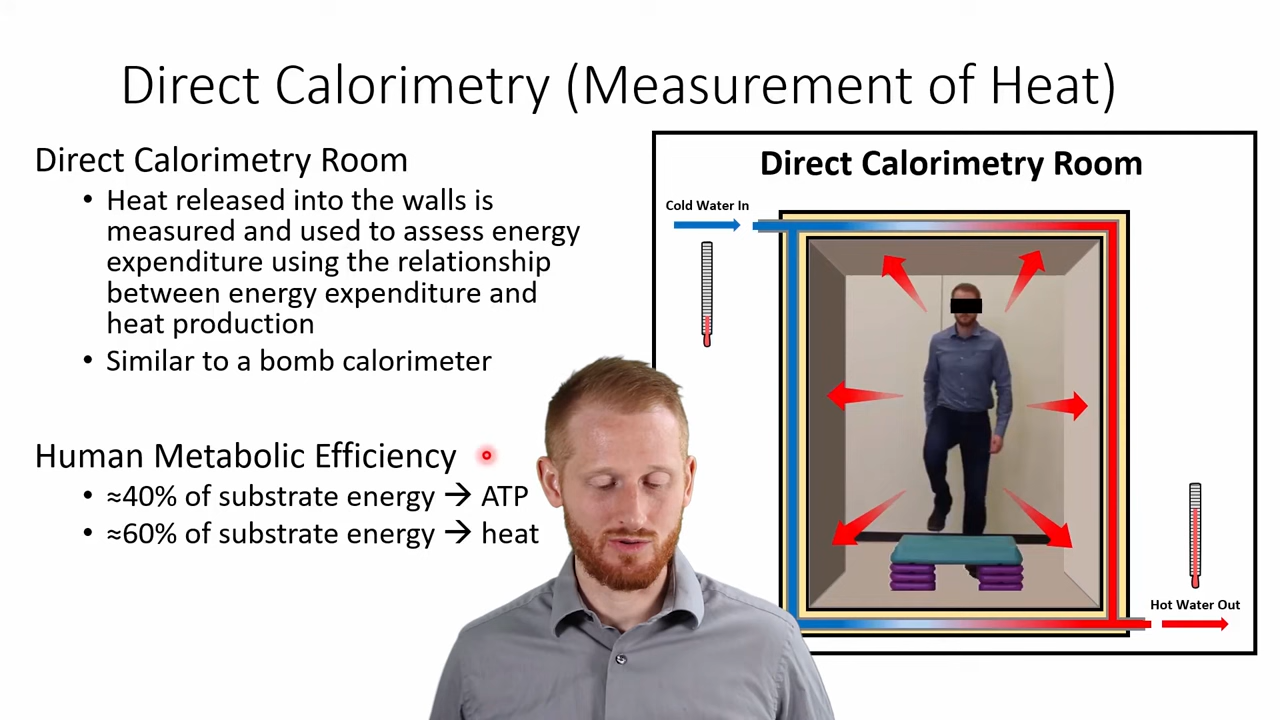 Direct Calorimetry (Measurement of Heat)
Direct Calorimetry Room
• Heat released into the walls is
measured and used to assess energy
expenditure using the relationship
between energy expenditure and
heat production
• Similar to a bomb calorimeter
Human Metabolic Efficiency
• ≈40% of substrate energy → ATP
• ≈60% of substrate energy → heat
Direct Calorimetry Room
Cold Water In
Hot Water Out